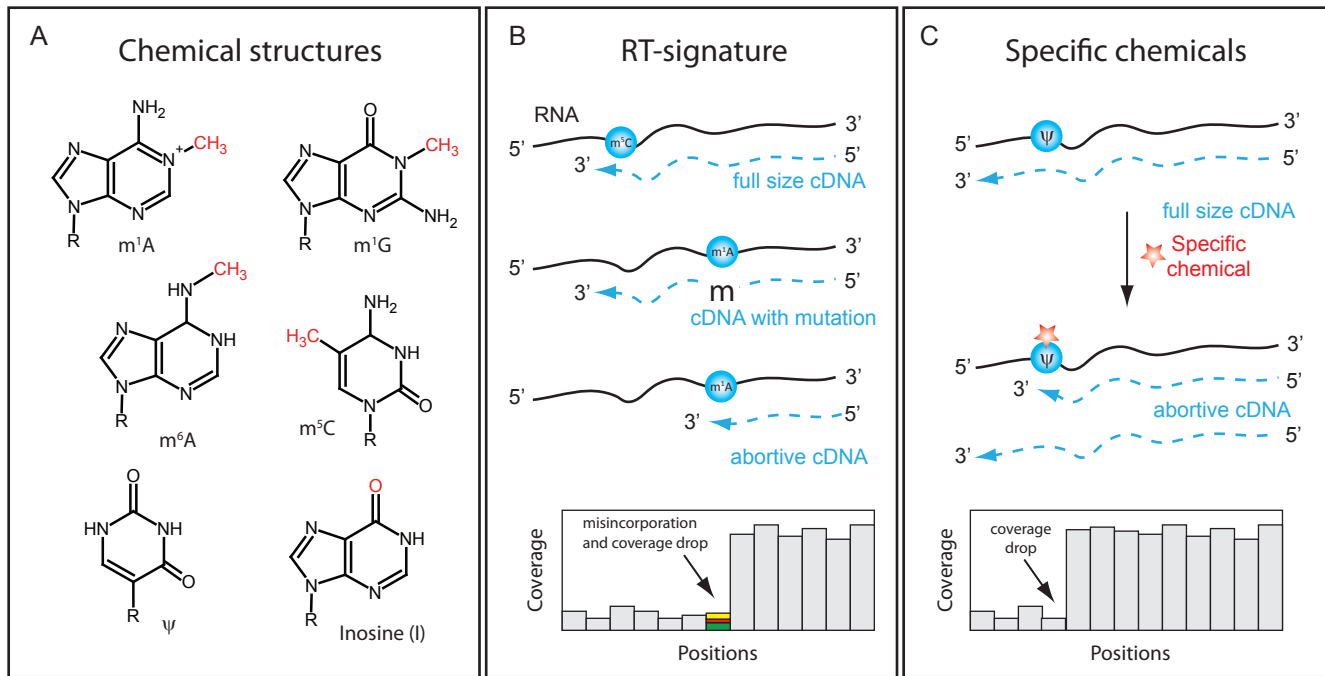 A
Chemical structures
NH₂
N
N
+
N
CH₃
N
N
R
m¹A
O
N
N
CH₃
N
N
NH₂
R
m¹G
CH₃
HN
N
NH
N
N
R
m⁶A
NH₂
H₃C
NH
N
O
R
m⁵C
O
HN
NH
O
R
ψ
O
N
NH
N
N
R
Inosine (I)
B
RT-signature
RNA
3’
5’
m⁵C
5’
3’
full size cDNA
3’
m¹A
5’
5’
3’
m
cDNA with mutation
3’
m¹A
5’
3’
5’
abortive cDNA
misincorporation
and coverage drop
Coverage
Positions
C
Specific chemicals
3’
5’
ψ
5’
3’
full size cDNA
Specific
chemical
3’
5’
ψ
5’
3’
abortive cDNA
5’
3’
coverage
drop
Coverage
Positions